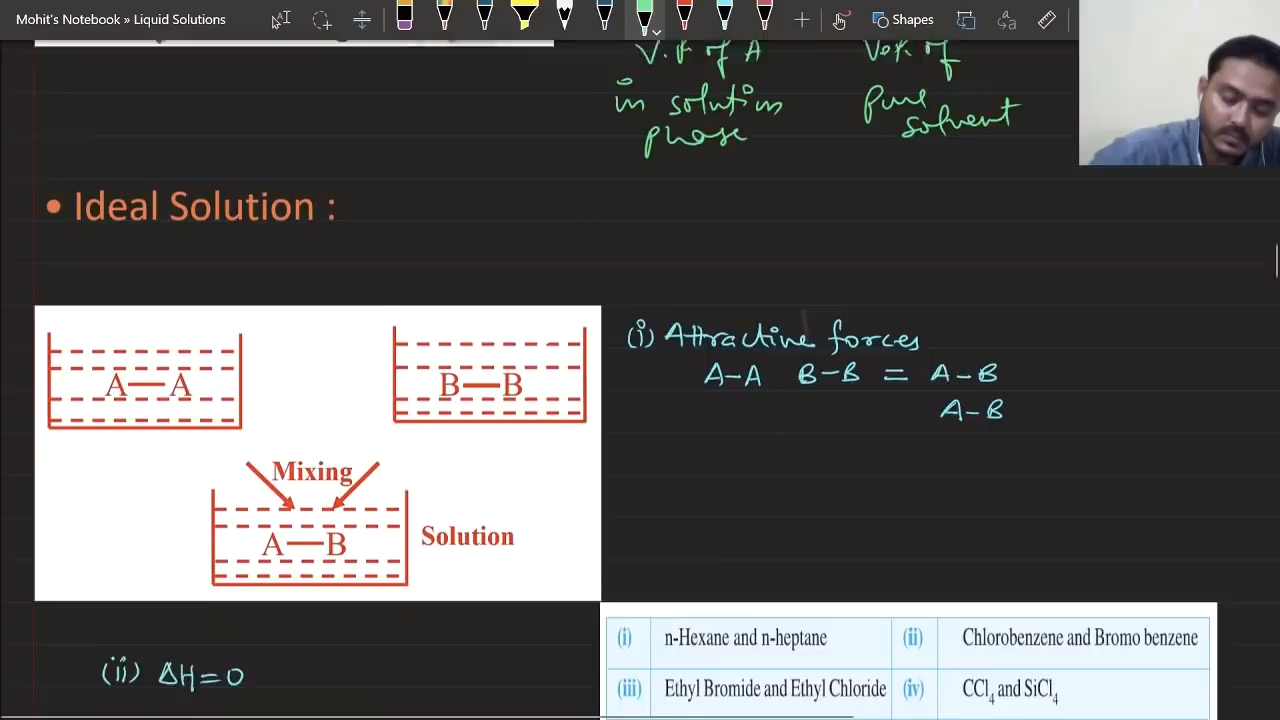 Mohit's Notebook » Liquid Solutions
Shapes
V.P of A
in solution
phase
pure
solvent
• Ideal Solution :
A—A
B—B
Mixing
A—B
Solution
(i) Attractive forces
A-A B-B = A-B
A-B
(ii) ΔH=0
(i) n-Hexane and n-heptane (ii) Chlorobenzene and Bromo benzene
(iii) Ethyl Bromide and Ethyl Chloride (iv) CCl₄ and SiCl₄